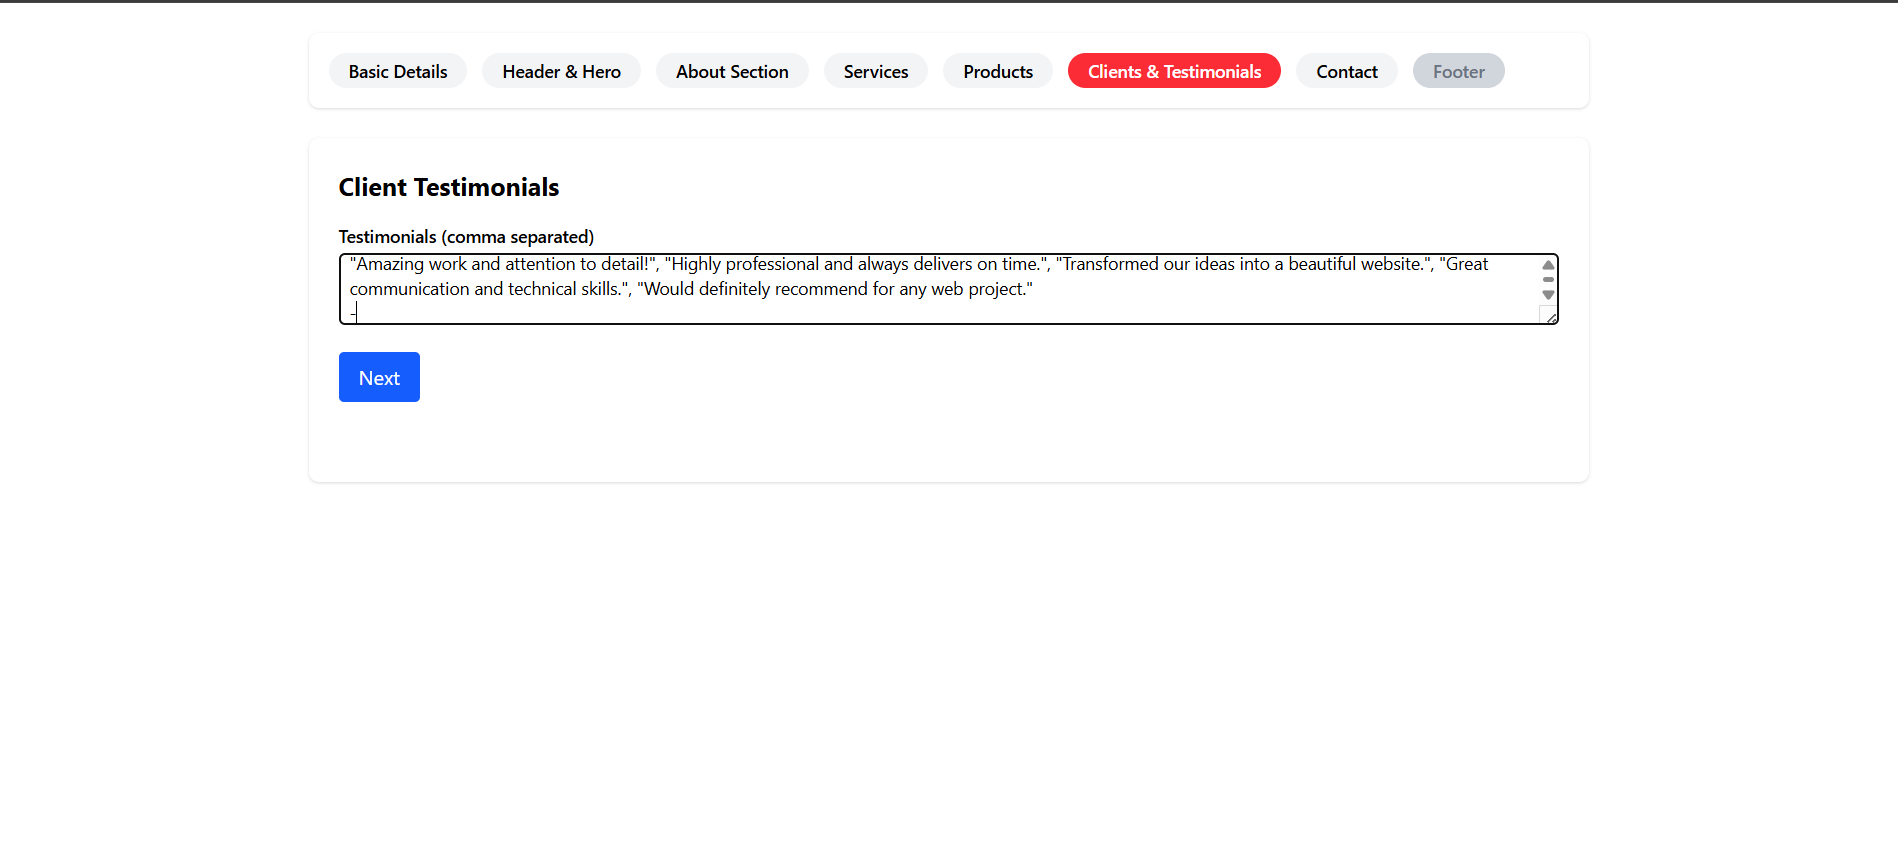 Basic Details Header & Hero About Section Services Products Clients & Testimonials Contact Footer
Client Testimonials
Testimonials (comma separated)
"Amazing work and attention to detail!", "Highly professional and always delivers on time.", "Transformed our ideas into a beautiful website.", "Great
communication and technical skills.", "Would definitely recommend for any web project."
-
Next